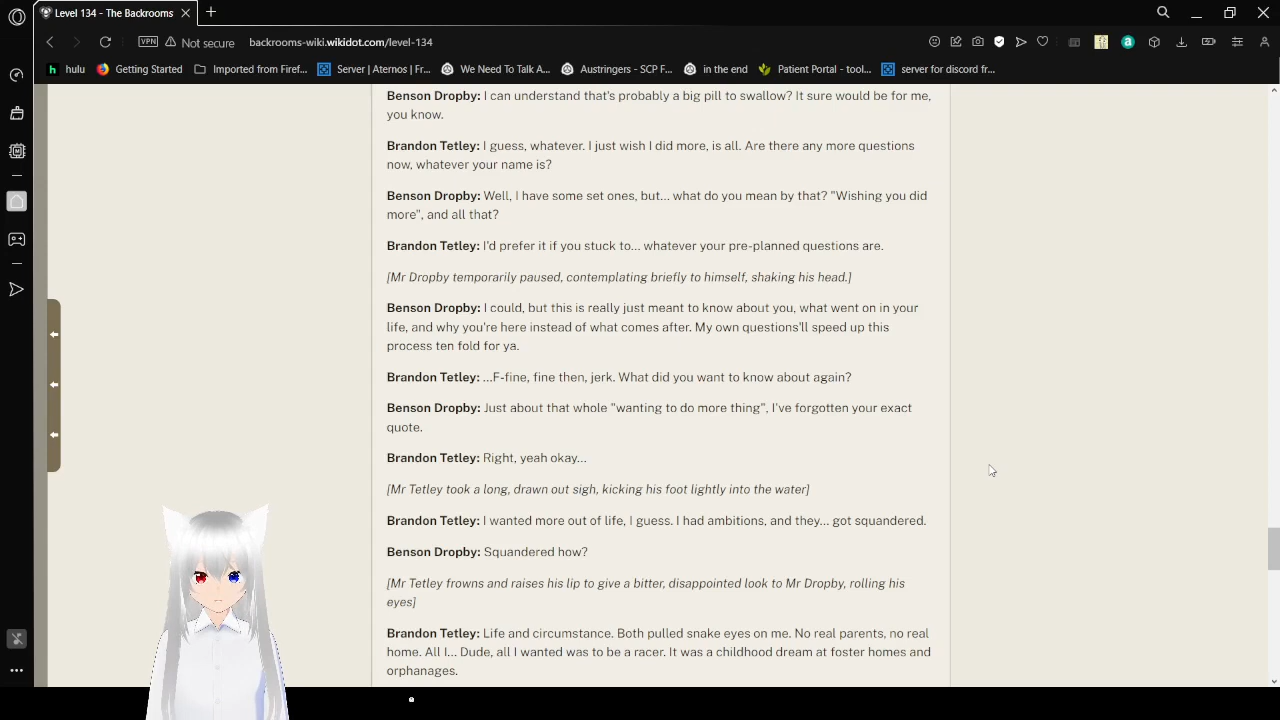 Level 134 - The Backrooms
VPN
Not secure
backrooms-wiki.wikidot.com/level-134
hulu
Getting Started
Imported from Firef...
Server | Aternos | Fr...
We Need To Talk A...
Austringers - SCP F...
in the end
Patient Portal - tool...
server for discord fr...
Benson Dropby: I can understand that's probably a big pill to swallow? It sure would be for me,
you know.
Brandon Tetley: I guess, whatever. I just wish I did more, is all. Are there any more questions
now, whatever your name is?
Benson Dropby: Well, I have some set ones, but... what do you mean by that? "Wishing you did
more", and all that?
Brandon Tetley: I'd prefer it if you stuck to... whatever your pre-planned questions are.
[Mr Dropby temporarily paused, contemplating briefly to himself, shaking his head.]
Benson Dropby: I could, but this is really just meant to know about you, what went on in your
life, and why you're here instead of what comes after. My own questions'll speed up this
process ten fold for ya.
Brandon Tetley: ...F-fine, fine then, jerk. What did you want to know about again?
Benson Dropby: Just about that whole "wanting to do more thing", I've forgotten your exact
quote.
Brandon Tetley: Right, yeah okay...
[Mr Tetley took a long, drawn out sigh, kicking his foot lightly into the water]
Brandon Tetley: I wanted more out of life, I guess. I had ambitions, and they... got squandered.
Benson Dropby: Squandered how?
[Mr Tetley frowns and raises his lip to give a bitter, disappointed look to Mr Dropby, rolling his
eyes]
Brandon Tetley: Life and circumstance. Both pulled snake eyes on me. No real parents, no real
home. All I... Dude, all I wanted was to be a racer. It was a childhood dream at foster homes and
orphanages.